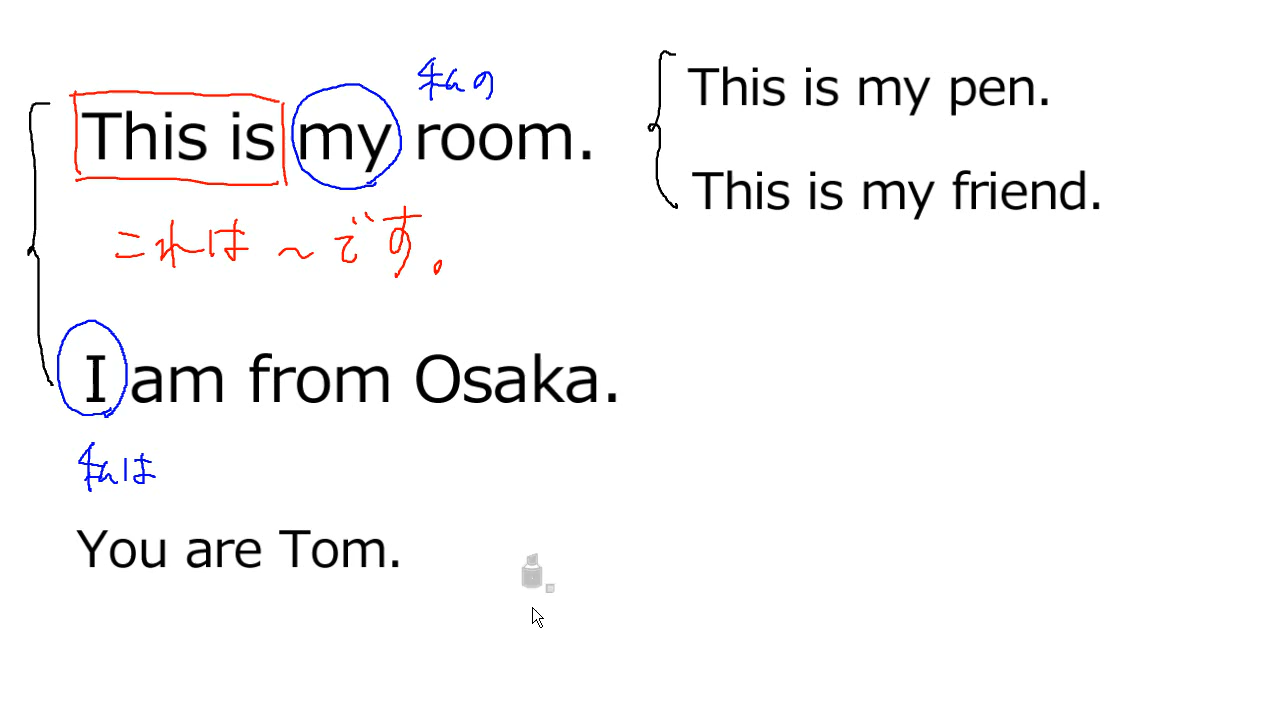 私の
This is my room.
これは～です。
I am from Osaka.
私は
You are Tom.
This is my pen.
This is my friend.